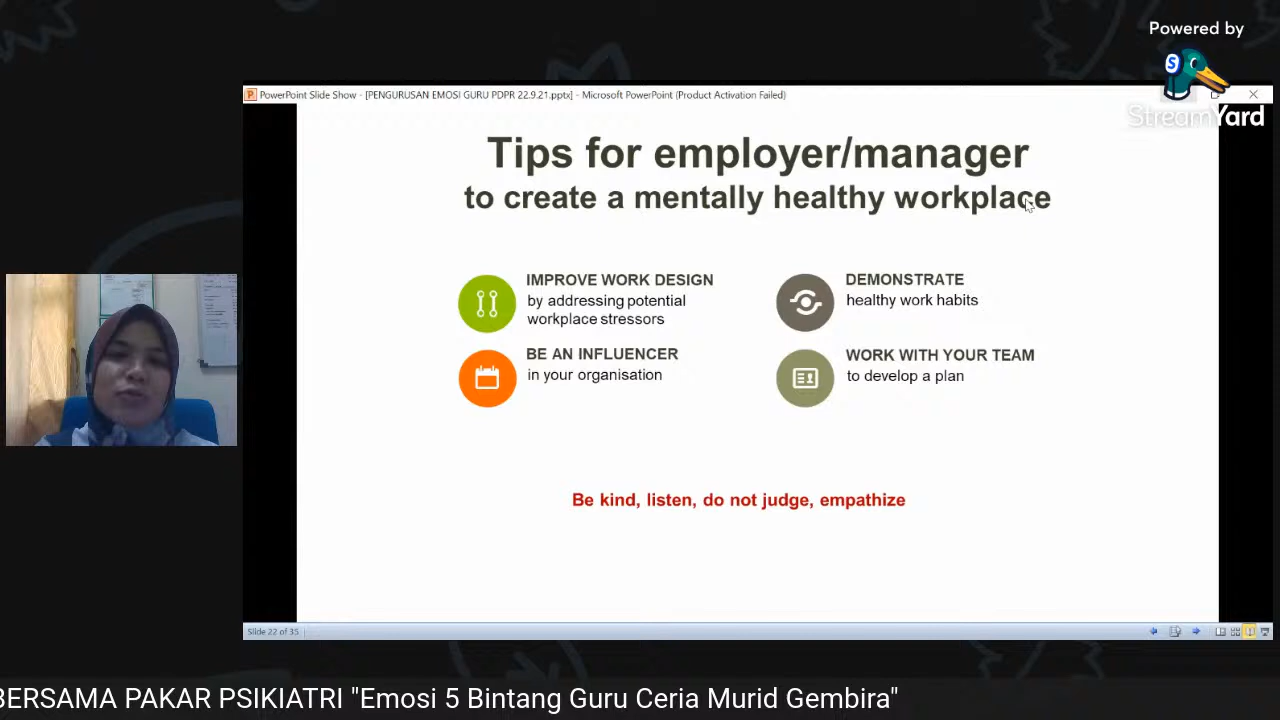 Powered by
StreamYard
PowerPoint Slide Show - [PENGURUSAN EMOSI GURU PDPR 22.9.21.pptx] - Microsoft PowerPoint (Product Activation Failed)
Tips for employer/manager
to create a mentally healthy workplace
IMPROVE WORK DESIGN
by addressing potential
workplace stressors
DEMONSTRATE
healthy work habits
BE AN INFLUENCER
in your organisation
WORK WITH YOUR TEAM
to develop a plan
Be kind, listen, do not judge, empathize
Slide 22 of 35
BERSAMA PAKAR PSIKIATRI "Emosi 5 Bintang Guru Ceria Murid Gembira"